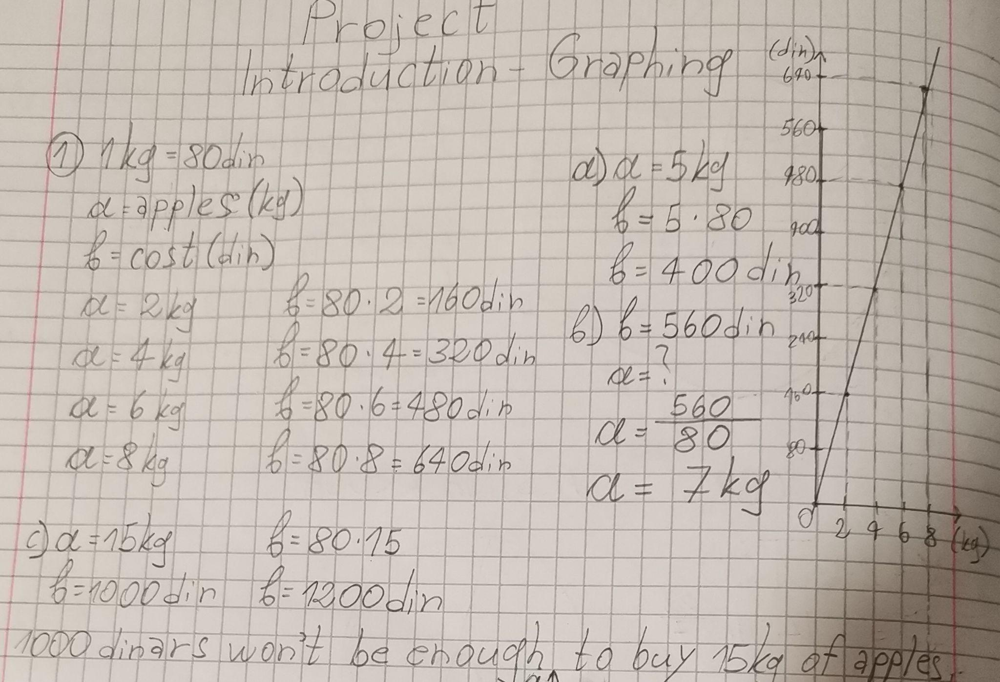 Project
Introduction - Graphing
1) 1kg = 80din
a = apples (kg)
b = cost (din)
a = 2kg b = 80 · 2 = 160din
a = 4kg b = 80 · 4 = 320din
a = 6kg b = 80 · 6 = 480din
a = 8kg b = 80 · 8 = 640din
a) a = 5kg
b = 5 · 80
b = 400din
b) b = 560din
a = ?
a = 560/80
a = 7kg
(din)
640
560
480
400
320
240
160
80
0 2 4 6 8 (kg)
c) a = 15kg b = 80 · 15
b = 1000din b = 1200din
1000 dinars won't be enough to buy 15kg of apples.